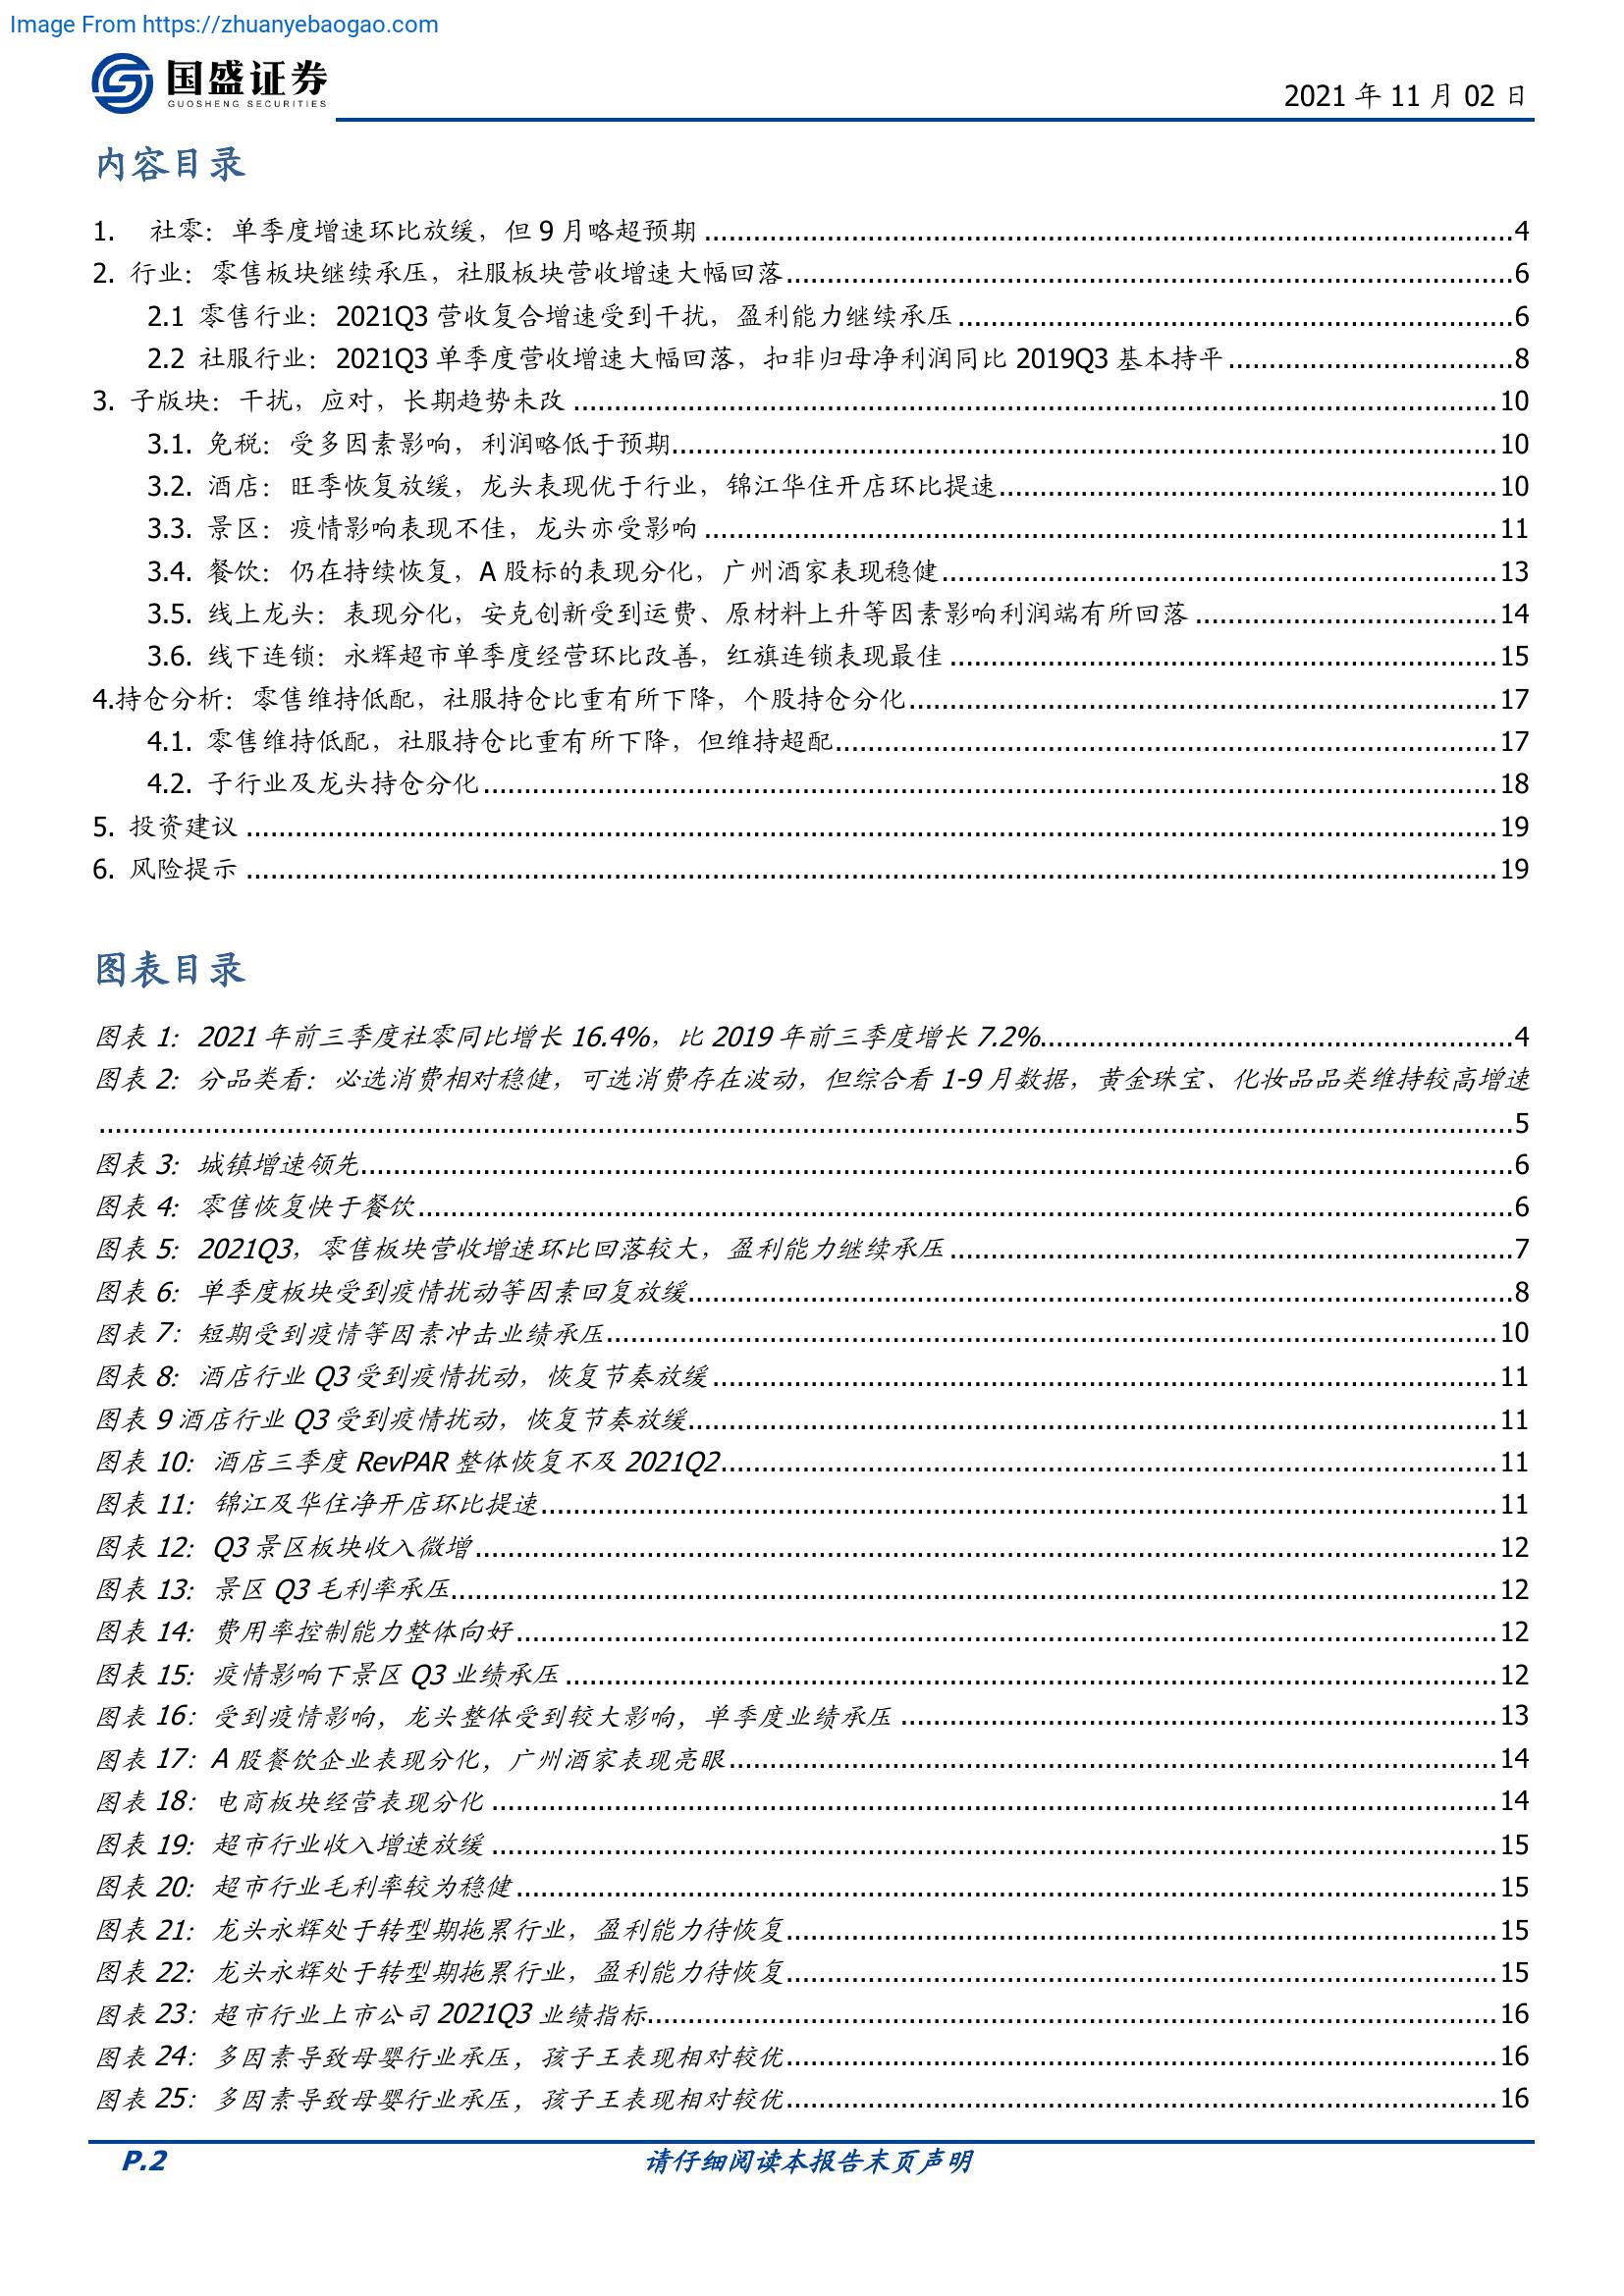 Image From https://zhuanyebaogao.com
国盛证券
GUOSHENG SECURITIES
2021 年 11 月 02 日
内容目录
1. 社零：单季度增速环比放缓，但 9 月略超预期 ........ 4
2. 行业：零售板块继续承压，社服板块营收增速大幅回落 ........ 6
2.1 零售行业：2021Q3 营收复合增速受到干扰，盈利能力继续承压 ........ 6
2.2 社服行业：2021Q3 单季度营收增速大幅回落，扣非归母净利润同比 2019Q3 基本持平 ........ 8
3. 子版块：干扰，应对，长期趋势未改 ........ 10
3.1. 免税：受多因素影响，利润略低于预期 ........ 10
3.2. 酒店：旺季恢复放缓，龙头表现优于行业，锦江华住开店环比提速 ........ 10
3.3. 景区：疫情影响表现不佳，龙头亦受影响 ........ 11
3.4. 餐饮：仍在持续恢复，A 股标的表现分化，广州酒家表现稳健 ........ 13
3.5. 线上龙头：表现分化，安克创新受到运费、原材料上升等因素影响利润端有所回落 ........ 14
3.6. 线下连锁：永辉超市单季度经营环比改善，红旗连锁表现最佳 ........ 15
4.持仓分析：零售维持低配，社服持仓比重有所下降，个股持仓分化 ........ 17
4.1. 零售维持低配，社服持仓比重有所下降，但维持超配 ........ 17
4.2. 子行业及龙头持仓分化 ........ 18
5. 投资建议 ........ 19
6. 风险提示 ........ 19
图表目录
图表 1：2021 年前三季度社零同比增长 16.4%，比 2019 年前三季度增长 7.2% ........ 4
图表 2：分品类看：必选消费相对稳健，可选消费存在波动，但综合看 1-9 月数据，黄金珠宝、化妆品品类维持较高增速
........ 5
图表 3：城镇增速领先 ........ 6
图表 4：零售恢复快于餐饮 ........ 6
图表 5：2021Q3，零售板块营收增速环比回落较大，盈利能力继续承压 ........ 7
图表 6：单季度板块受到疫情扰动等因素回复放缓 ........ 8
图表 7：短期受到疫情等因素冲击业绩承压 ........ 10
图表 8：酒店行业 Q3 受到疫情扰动，恢复节奏放缓 ........ 11
图表 9 酒店行业 Q3 受到疫情扰动，恢复节奏放缓 ........ 11
图表 10：酒店三季度 RevPAR 整体恢复不及 2021Q2 ........ 11
图表 11：锦江及华住净开店环比提速 ........ 11
图表 12：Q3 景区板块收入微增 ........ 12
图表 13：景区 Q3 毛利率承压 ........ 12
图表 14：费用率控制能力整体向好 ........ 12
图表 15：疫情影响下景区 Q3 业绩承压 ........ 12
图表 16：受到疫情影响，龙头整体受到较大影响，单季度业绩承压 ........ 13
图表 17：A 股餐饮企业表现分化，广州酒家表现亮眼 ........ 14
图表 18：电商板块经营表现分化 ........ 14
图表 19：超市行业收入增速放缓 ........ 15
图表 20：超市行业毛利率较为稳健 ........ 15
图表 21：龙头永辉处于转型期拖累行业，盈利能力待恢复 ........ 15
图表 22：龙头永辉处于转型期拖累行业，盈利能力待恢复 ........ 15
图表 23：超市行业上市公司 2021Q3 业绩指标 ........ 16
图表 24：多因素导致母婴行业承压，孩子王表现相对较优 ........ 16
图表 25：多因素导致母婴行业承压，孩子王表现相对较优 ........ 16
P.2
请仔细阅读本报告末页声明